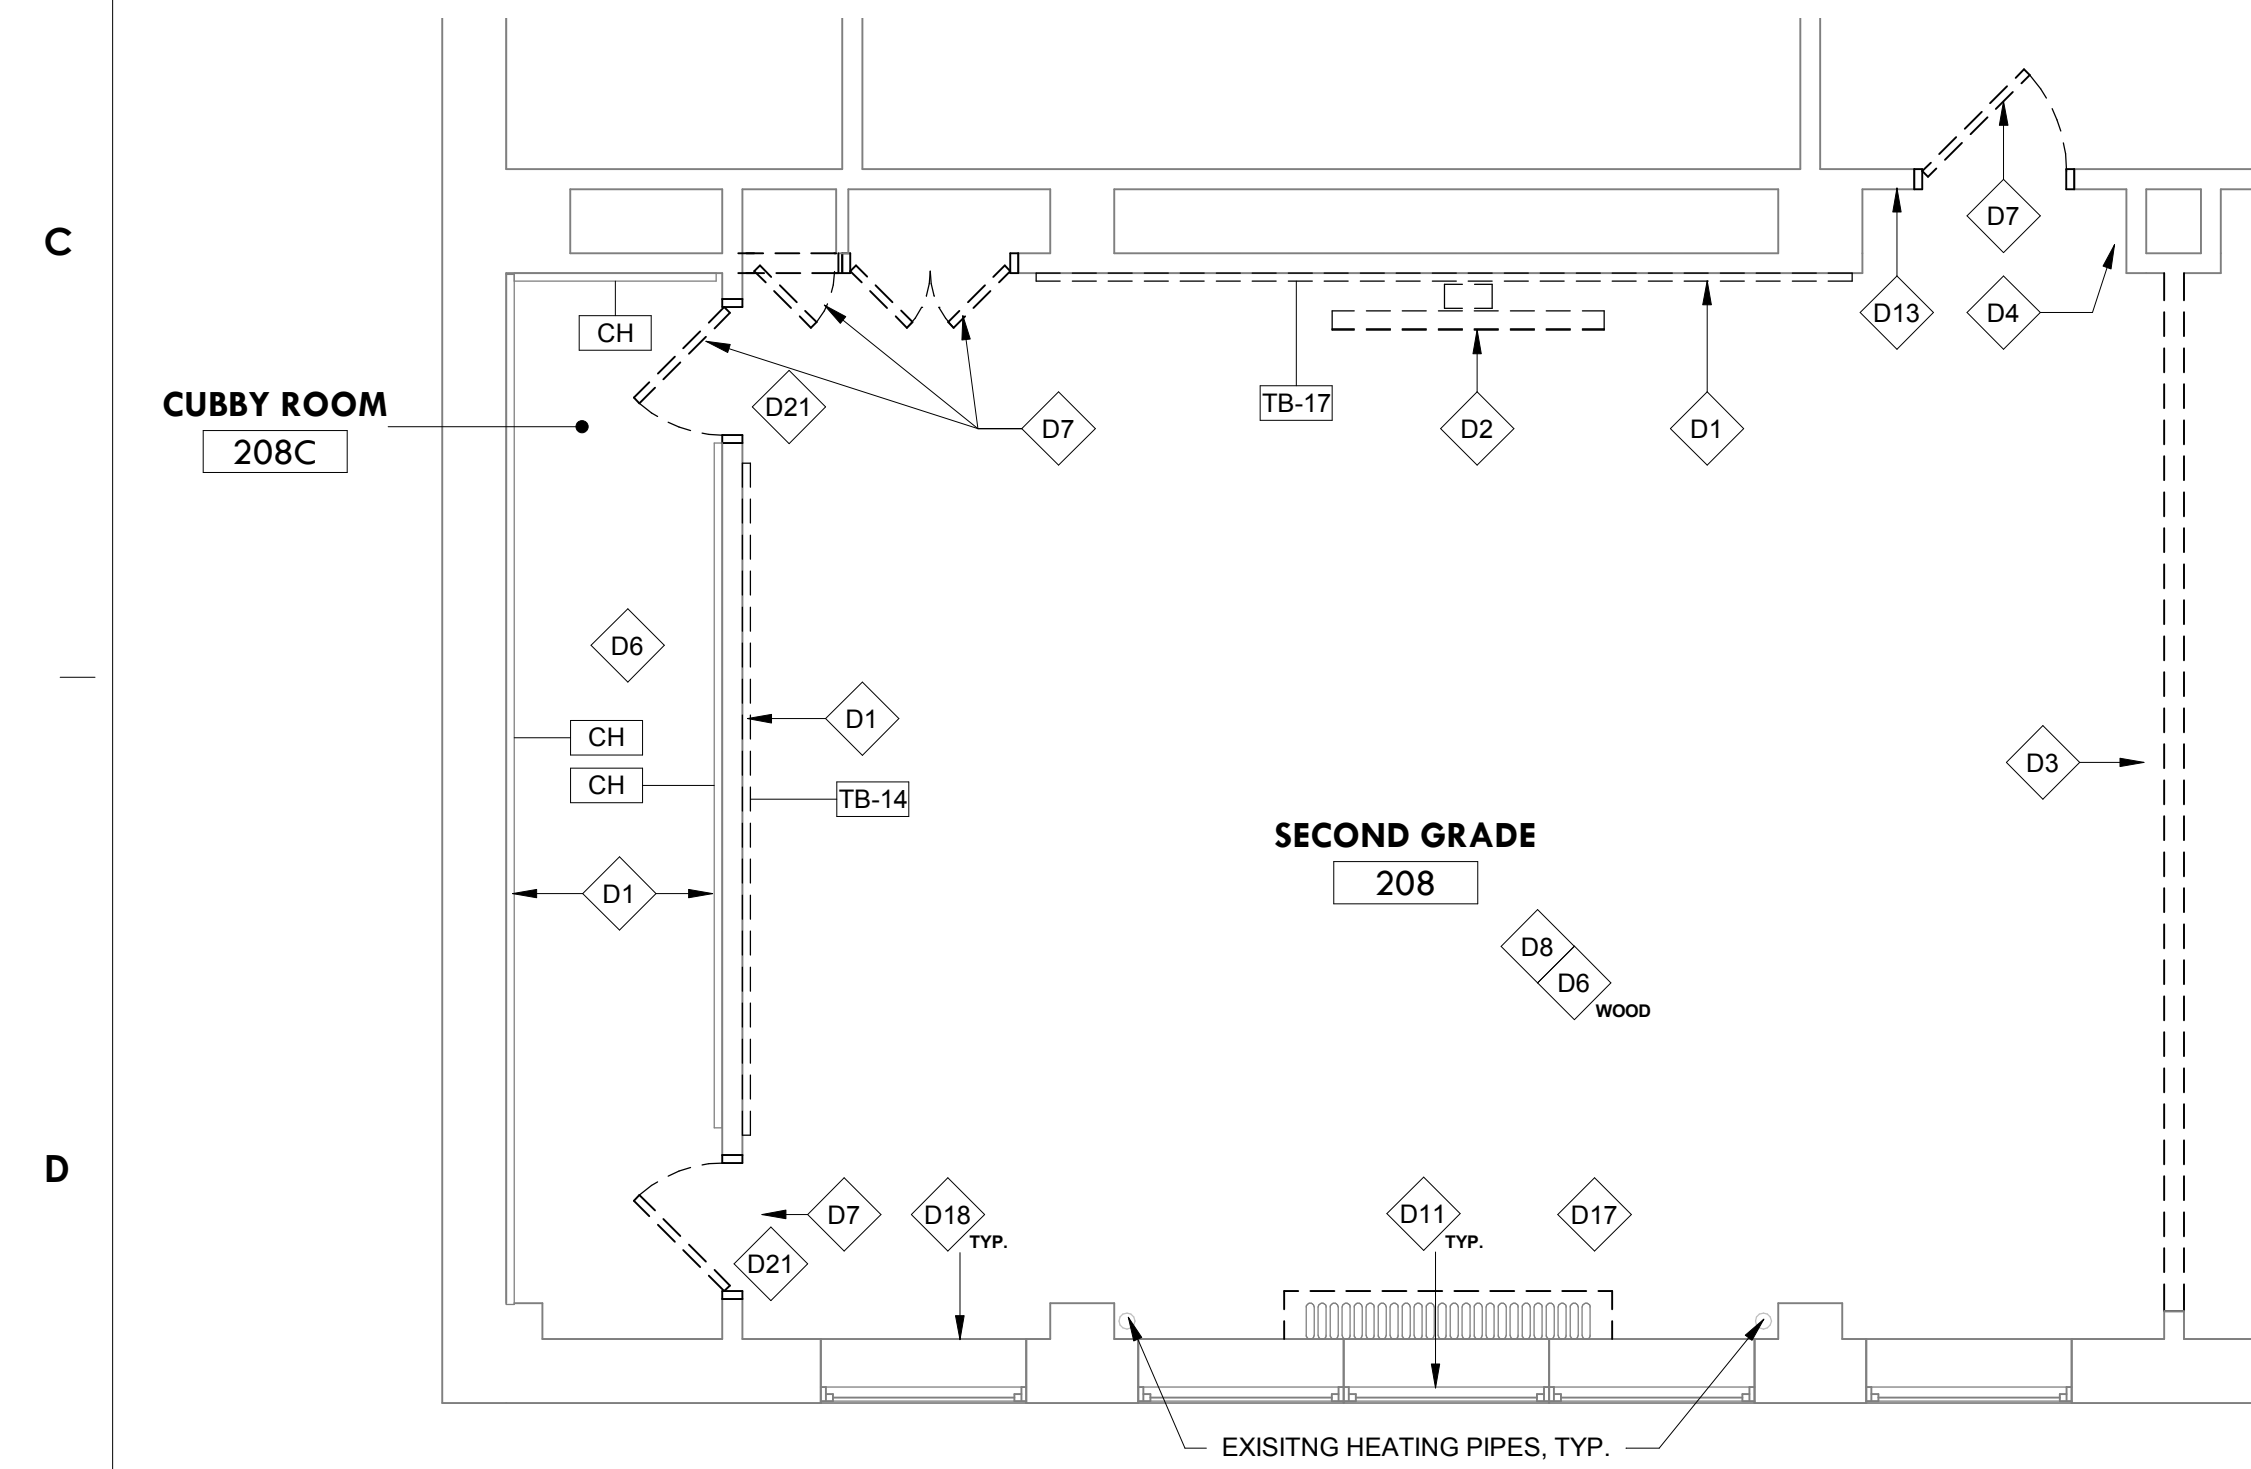 C
D7
D13
D4
CH
CUBBY ROOM
208C
D21
D7
TB-17
D2
D1
D6
D1
CH
CH
TB-14
D3
SECOND GRADE
208
D1
D8
D6
WOOD
D
D7
D18
TYP.
D11
TYP.
D17
D21
EXISITNG HEATING PIPES, TYP.